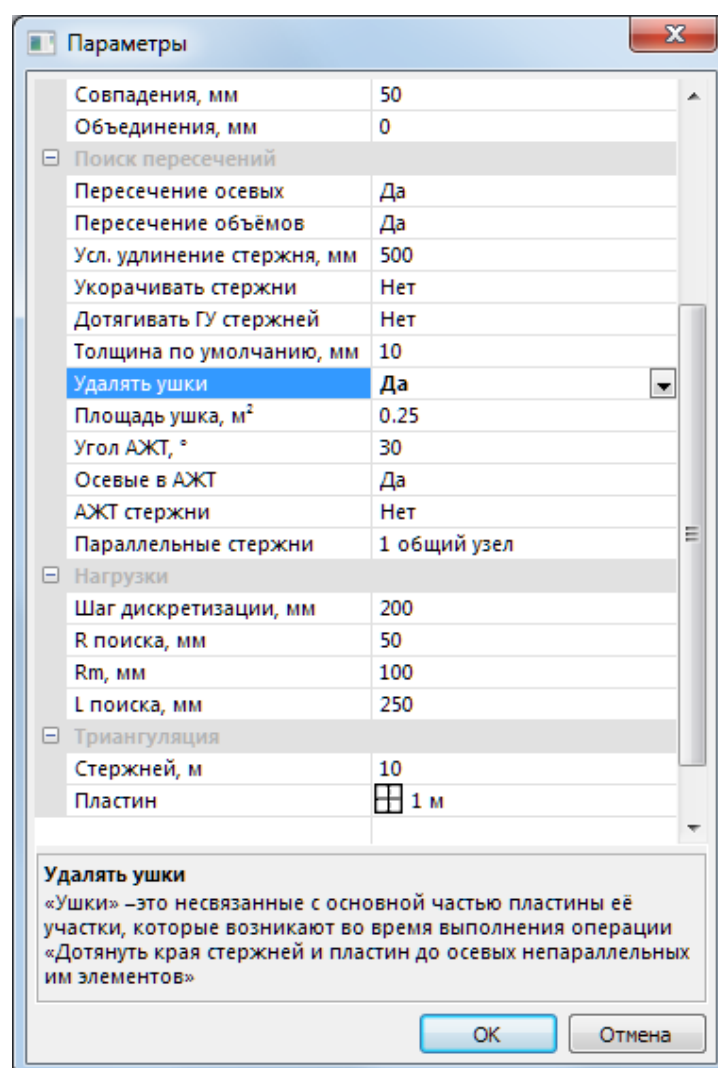 Параметры
Совпадения, мм 50
Объединения, мм 0
Поиск пересечений
Пересечение осевых Да
Пересечение объёмов Да
Усл. удлинение стержня, мм 500
Укорачивать стержни Нет
Дотягивать ГУ стержней Нет
Толщина по умолчанию, мм 10
Удалять ушки Да
Площадь ушка, м² 0.25
Угол АЖТ, ° 30
Осевые в АЖТ Да
АЖТ стержни Нет
Параллельные стержни 1 общий узел
Нагрузки
Шаг дискретизации, мм 200
R поиска, мм 50
Rm, мм 100
L поиска, мм 250
Триангуляция
Стержней, м 10
Пластин 1 м
Удалять ушки
«Ушки» –это несвязанные с основной частью пластины её
участки, которые возникают во время выполнения операции
«Дотянуть края стержней и пластин до осевых непараллельных
им элементов»
OK Отмена